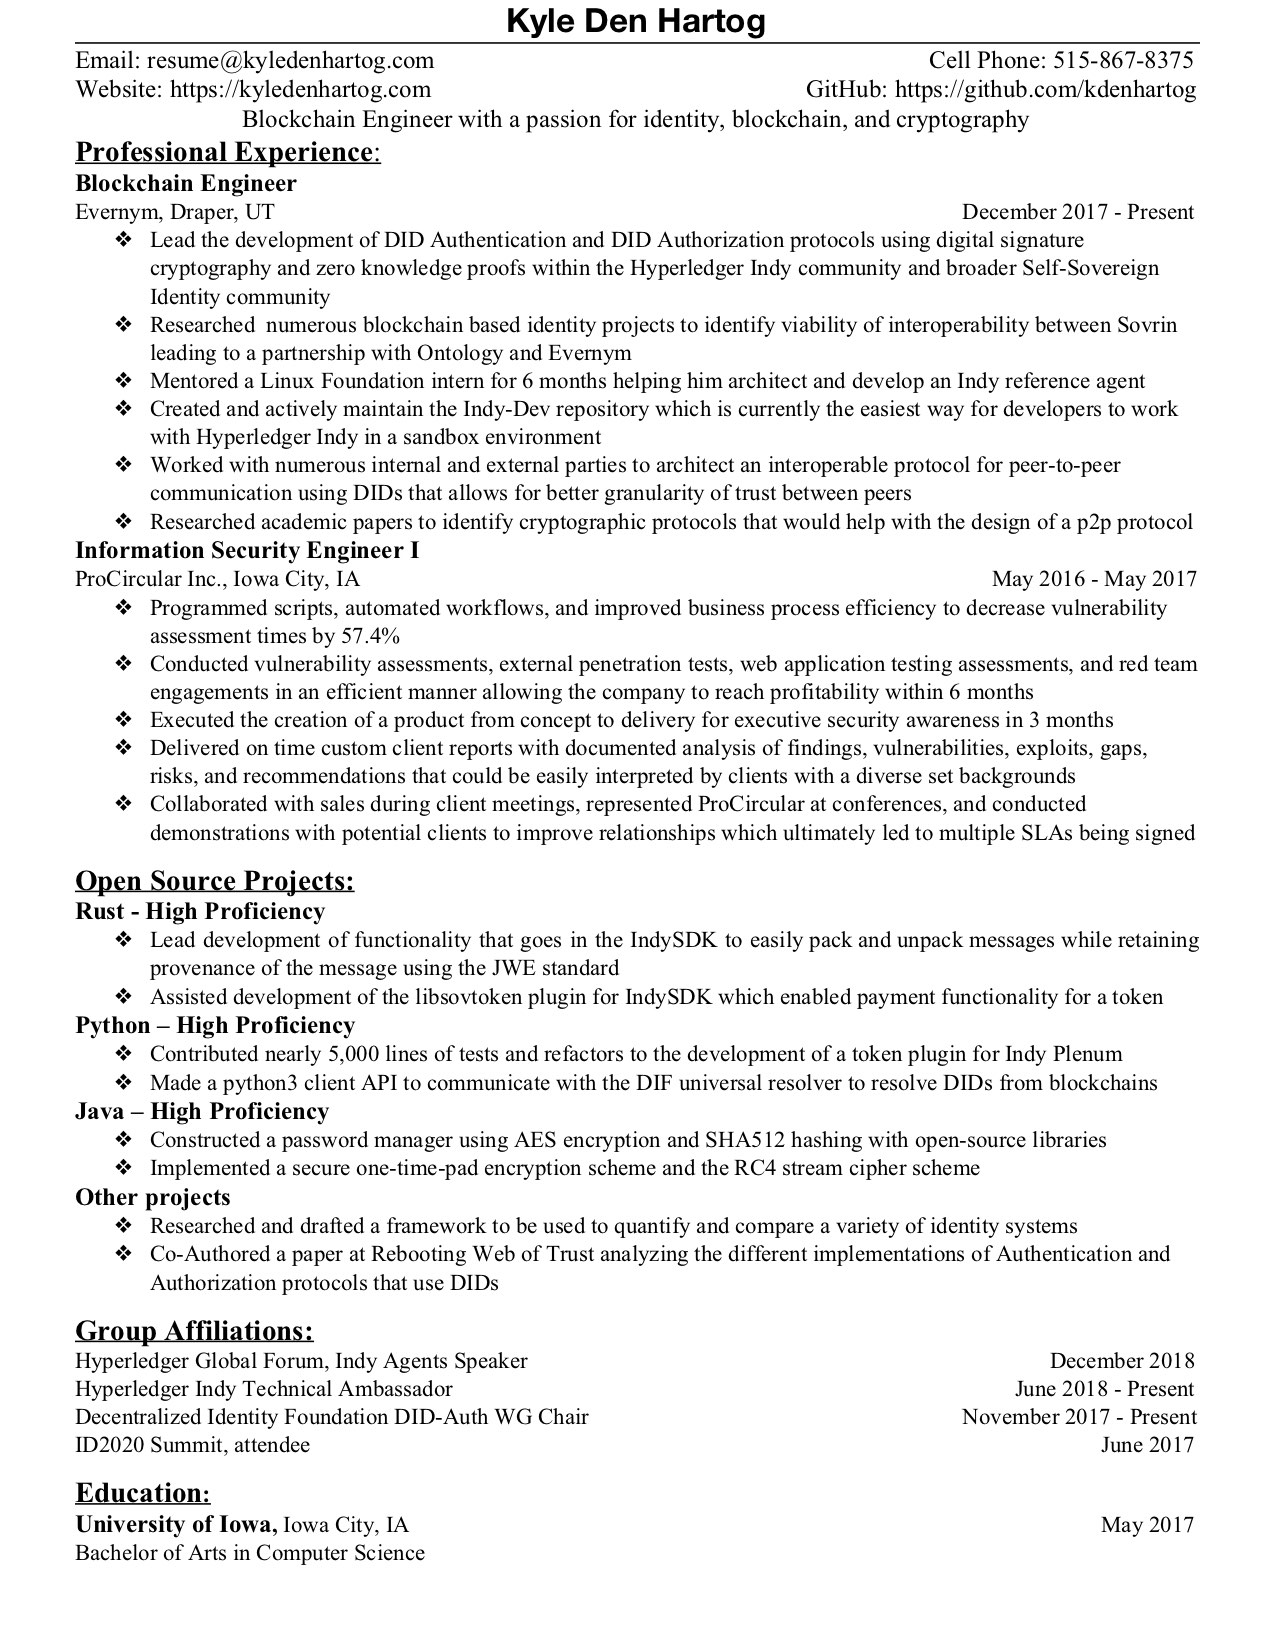 Kyle Den Hartog
Email: resume@kyledenhartog.com Cell Phone: 515-867-8375
Website: https://kyledenhartog.com GitHub: https://github.com/kdenhartog
Blockchain Engineer with a passion for identity, blockchain, and cryptography
Professional Experience:
Blockchain Engineer
Evernym, Draper, UT December 2017 - Present
❖ Lead the development of DID Authentication and DID Authorization protocols using digital signature
cryptography and zero knowledge proofs within the Hyperledger Indy community and broader Self-Sovereign
Identity community
❖ Researched  numerous blockchain based identity projects to identify viability of interoperability between Sovrin
leading to a partnership with Ontology and Evernym
❖ Mentored a Linux Foundation intern for 6 months helping him architect and develop an Indy reference agent
❖ Created and actively maintain the Indy-Dev repository which is currently the easiest way for developers to work
with Hyperledger Indy in a sandbox environment
❖ Worked with numerous internal and external parties to architect an interoperable protocol for peer-to-peer
communication using DIDs that allows for better granularity of trust between peers
❖ Researched academic papers to identify cryptographic protocols that would help with the design of a p2p protocol
Information Security Engineer I
ProCircular Inc., Iowa City, IA May 2016 - May 2017
❖ Programmed scripts, automated workflows, and improved business process efficiency to decrease vulnerability
assessment times by 57.4%
❖ Conducted vulnerability assessments, external penetration tests, web application testing assessments, and red team
engagements in an efficient manner allowing the company to reach profitability within 6 months
❖ Executed the creation of a product from concept to delivery for executive security awareness in 3 months
❖ Delivered on time custom client reports with documented analysis of findings, vulnerabilities, exploits, gaps,
risks, and recommendations that could be easily interpreted by clients with a diverse set backgrounds
❖ Collaborated with sales during client meetings, represented ProCircular at conferences, and conducted
demonstrations with potential clients to improve relationships which ultimately led to multiple SLAs being signed
Open Source Projects:
Rust - High Proficiency
❖ Lead development of functionality that goes in the IndySDK to easily pack and unpack messages while retaining
provenance of the message using the JWE standard
❖ Assisted development of the libsovtoken plugin for IndySDK which enabled payment functionality for a token
Python – High Proficiency
❖ Contributed nearly 5,000 lines of tests and refactors to the development of a token plugin for Indy Plenum
❖ Made a python3 client API to communicate with the DIF universal resolver to resolve DIDs from blockchains
Java – High Proficiency
❖ Constructed a password manager using AES encryption and SHA512 hashing with open-source libraries
❖ Implemented a secure one-time-pad encryption scheme and the RC4 stream cipher scheme
Other projects
❖ Researched and drafted a framework to be used to quantify and compare a variety of identity systems
❖ Co-Authored a paper at Rebooting Web of Trust analyzing the different implementations of Authentication and
Authorization protocols that use DIDs
Group Affiliations:
Hyperledger Global Forum, Indy Agents Speaker December 2018
Hyperledger Indy Technical Ambassador June 2018 - Present
Decentralized Identity Foundation DID-Auth WG Chair November 2017 - Present
ID2020 Summit, attendee June 2017
Education:
University of Iowa, Iowa City, IA May 2017
Bachelor of Arts in Computer Science